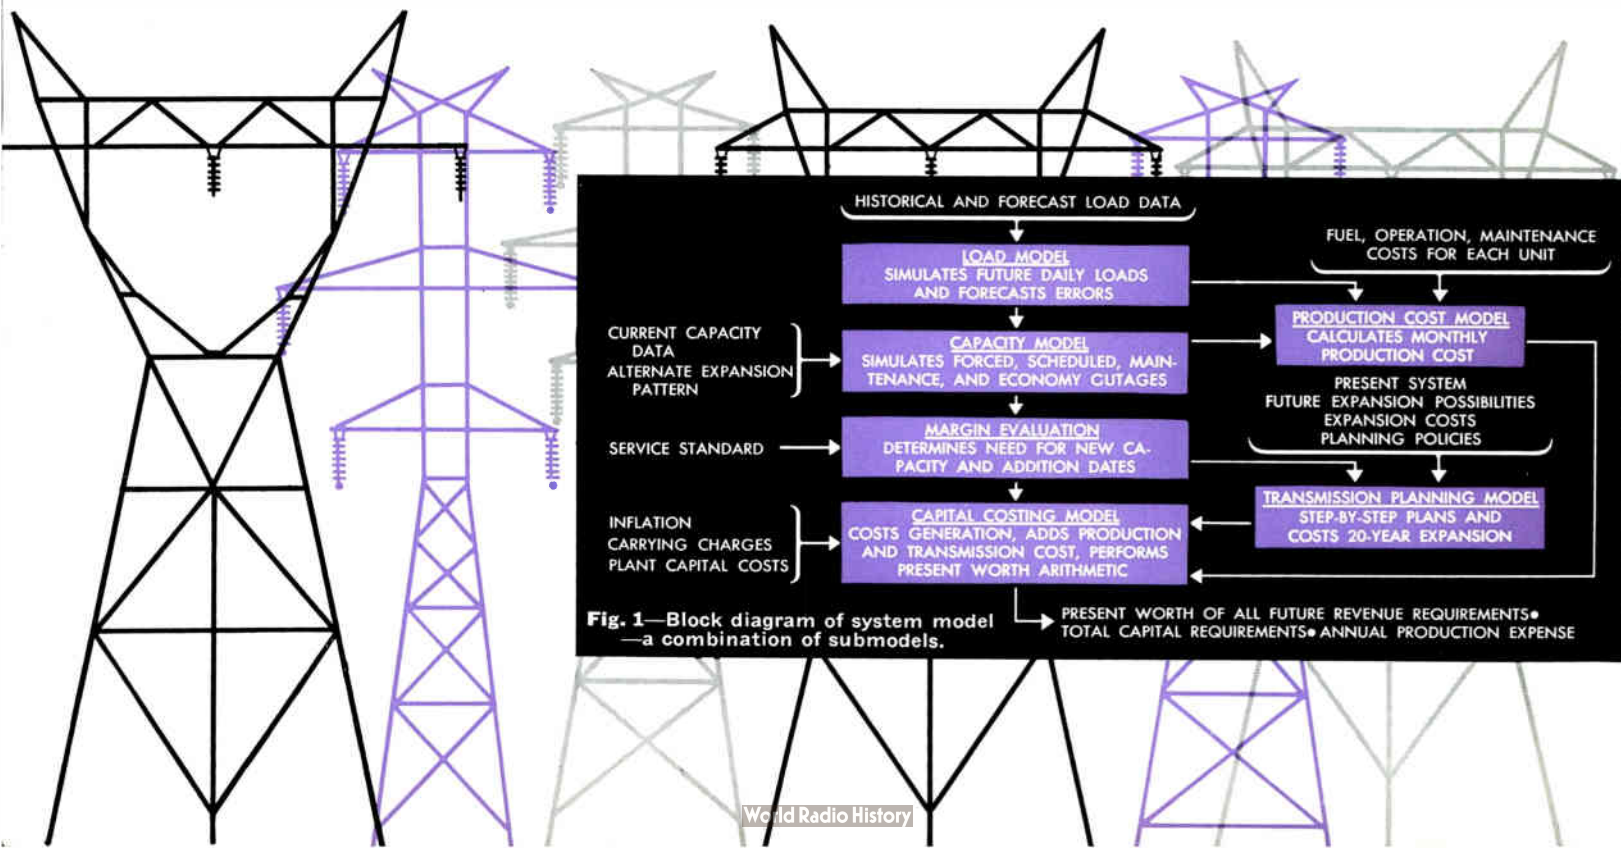 HISTORICAL AND FORECAST LOAD DATA
LOAD MODEL
SIMULATES FUTURE DAILY LOADS
AND FORECASTS ERRORS
FUEL, OPERATION, MAINTENANCE
COSTS FOR EACH UNIT
CURRENT CAPACITY
DATA
ALTERNATE EXPANSION
PATTERN
CAPACITY MODEL
SIMULATES FORCED, SCHEDULED, MAIN-
TENANCE, AND ECONOMY OUTAGES
PRODUCTION COST MODEL
CALCULATES MONTHLY
PRODUCTION COST
PRESENT SYSTEM
FUTURE EXPANSION POSSIBILITIES
EXPANSION COSTS
PLANNING POLICIES
SERVICE STANDARD
MARGIN EVALUATION
DETERMINES NEED FOR NEW CA-
PACITY AND ADDITION DATES
TRANSMISSION PLANNING MODEL
STEP-BY-STEP PLANS AND
COSTS 20-YEAR EXPANSION
INFLATION
CARRYING CHARGES
PLANT CAPITAL COSTS
CAPITAL COSTING MODEL
COSTS GENERATION, ADDS PRODUCTION
AND TRANSMISSION COST, PERFORMS
PRESENT WORTH ARITHMETIC
PRESENT WORTH OF ALL FUTURE REVENUE REQUIREMENTS●
TOTAL CAPITAL REQUIREMENTS● ANNUAL PRODUCTION EXPENSE
Fig. 1—Block diagram of system model
—a combination of submodels.
World Radio History